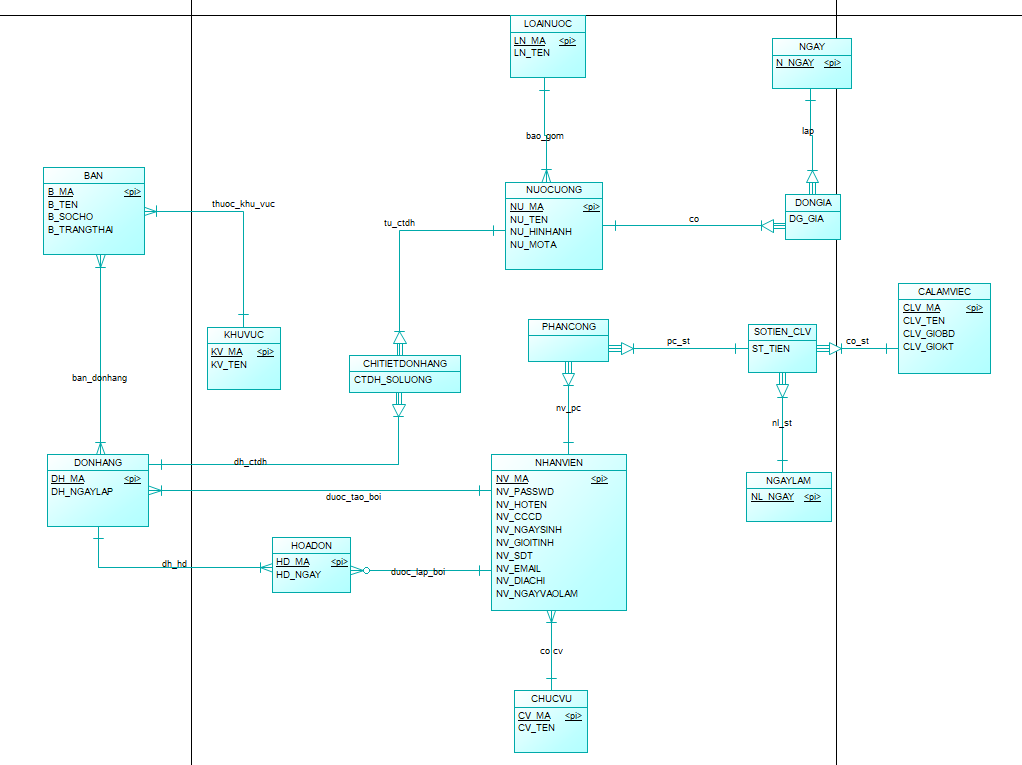 LOAINUOC
LN_MA <pi>
LN_TEN
NGAY
N_NGAY <pi>
bao_gom
lap
BAN
B_MA <pi>
B_TEN
B_SOCHO
B_TRANGTHAI
thuoc_khu_vuc
NUOCUONG
NU_MA <pi>
NU_TEN
NU_HINHANH
NU_MOTA
tu_ctdh
co
DONGIA
DG_GIA
CALAMVIEC
CLV_MA <pi>
CLV_TEN
CLV_GIOBD
CLV_GIOKT
KHUVUC
KV_MA <pi>
KV_TEN
PHANCONG
pc_st
SOTIEN_CLV
ST_TIEN
co_st
CHITIETDONHANG
CTDH_SOLUONG
ban_donhang
nv_pc
nl_st
DONHANG
DH_MA <pi>
DH_NGAYLAP
dh_ctdh
duoc_tao_boi
NHANVIEN
NV_MA <pi>
NV_PASSWD
NV_HOTEN
NV_CCCD
NV_NGAYSINH
NV_GIOITINH
NV_SDT
NV_EMAIL
NV_DIACHI
NV_NGAYVAOLAM
NGAYLAM
NL_NGAY <pi>
HOADON
HD_MA <pi>
HD_NGAY
dh_hd
duoc_lap_boi
co_cv
CHUCVU
CV_MA <pi>
CV_TEN